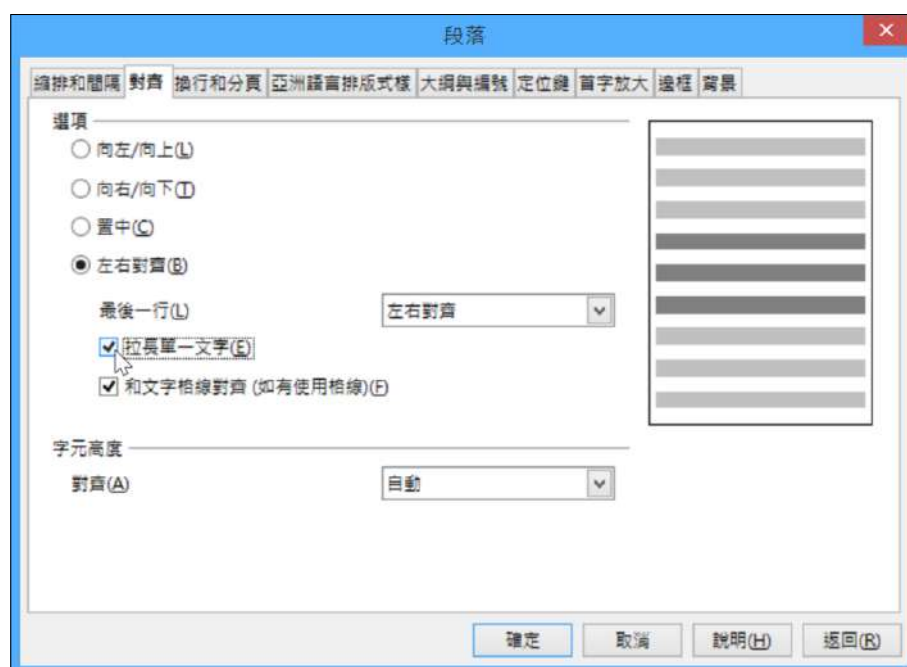 段落
縮排和間隔 對齊 換行和分頁 亞洲語言排版式樣 大綱與編號 定位鍵 首字放大 邊框 背景
選項
向左/向上(L)
向右/向下(T)
置中(C)
左右對齊(B)
最後一行(L) 左右對齊
拉長單一文字(E)
和文字格線對齊 (如有使用格線)(F)
字元高度
對齊(A) 自動
確定 取消 說明(H) 返回(R)